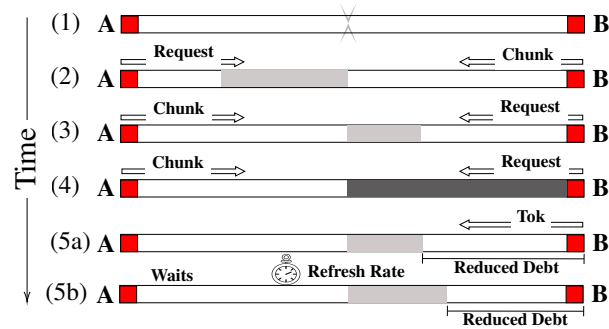 Time
(1) A B
Request Chunk
(2) A B
Chunk Request
(3) A B
Chunk Request
(4) A B
Tok
(5a) A B
Reduced Debt
Waits Refresh Rate
(5b) A B
Reduced Debt